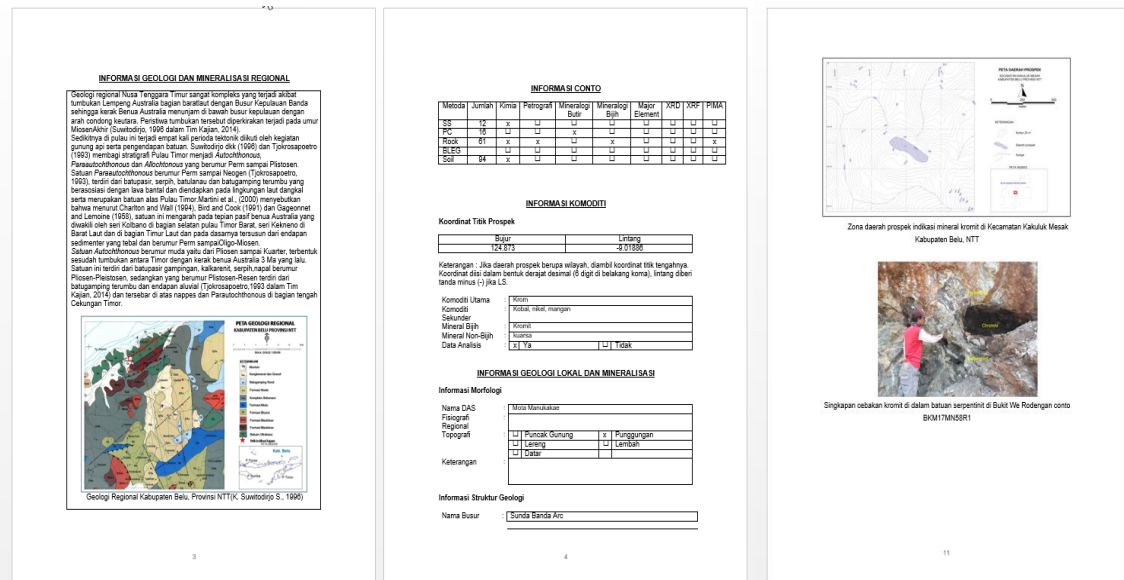 INFORMASI GEOLOGI DAN MINERALISASI REGIONAL
Geologi regional Nusa Tenggara Timur sangat kompleks yang terjadi akibat
tumbukan Lempeng Australia bagian baratlaut dengan Busur Kepulauan Banda
sehingga kerak Benua Australia menunjam di bawah busur kepulauan dengan
arah condong keutara. Peristiwa tumbukan tersebut diperkirakan terjadi pada umur
MiosenAkhir (Suwitodirjo, 1996 dalam Tim Kajian, 2014).
Sedikitnya di pulau ini terjadi empat kali perioda tektonik diikuti oleh kegiatan
gunung api serta pengendapan batuan. Suwitodirjo dkk (1996) dan Tjokrosapoetro
(1993) membagi stratigrafi Pulau Timor menjadi Autochthonous,
Paraautochthonous dan Allochtonous yang berumur Perm sampai Plistosen.
Satuan Paraautochthonous berumur Perm sampai Neogen (Tjokrosapoetro,
1993), terdiri dari batupasir, serpih, batulanau dan batugamping terumbu yang
berasosiasi dengan lava bantal dan diendapkan pada lingkungan laut dangkal
serta merupakan batuan alas Pulau Timor.Martini et al., (2000) menyebutkan
bahwa menurut Charlton and Wall (1994), Bird and Cook (1991) dan Gageonnet
and Lemoine (1958), satuan ini mengarah pada tepian pasif benua Australia yang
diwakili oleh seri Kolbano di bagian selatan pulau Timor Barat, seri Kekneno di
Barat Laut dan di bagian Timur Laut dan pada dasarnya tersusun dari endapan
sedimenter yang tebal dan berumur Perm sampaiOligo-Miosen.
Satuan Autochthonous berumur muda yaitu dari Pliosen sampai Kuarter, terbentuk
sesudah tumbukan antara Timor dengan kerak benua Australia 3 Ma yang lalu.
Satuan ini terdiri dari batupasir gampingan, kalkarenit, serpih,napal berumur
Pliosen-Pleistosen, sedangkan yang berumur Plistosen-Resen terdiri dari
batugamping terumbu dan endapan aluvial (Tjokrosapoetro,1993 dalam Tim
Kajian, 2014) dan tersebar di atas nappes dan Parautochthonous di bagian tengah
Cekungan Timor.
PETA GEOLOGI REGIONAL
KABUPATEN BELU PROVINSI NTT
Geologi Regional Kabupaten Belu, Provinsi NTT(K. Suwitodirjo S., 1996)
3
INFORMASI CONTO
Metoda Jumlah Kimia Petrografi Mineralogi Butir Mineralogi Bijih Major Element XRD XRF PIMA
SS 12 x ❑ ❑ ❑ ❑ ❑ ❑ ❑
PC 16 ❑ ❑ x ❑ ❑ ❑ ❑ ❑
Rock 61 x x ❑ x ❑ ❑ ❑ x
BLEG ❑ ❑ ❑ ❑ ❑ ❑ ❑ ❑
Soil 94 x ❑ ❑ ❑ ❑ ❑ ❑ ❑
INFORMASI KOMODITI
Koordinat Titik Prospek
Bujur Lintang
124.873 -9.01886
Keterangan : Jika daerah prospek berupa wilayah, diambil koordinat titik tengahnya.
Koordinat diisi dalam bentuk derajat desimal (6 digit di belakang koma), lintang diberi
tanda minus (-) jika LS.
Komoditi Utama : Krom
Komoditi Sekunder : Kobal, nikel, mangan
Mineral Bijih : Kromit
Mineral Non-Bijih : kuarsa
Data Analisis : x Ya ❑ Tidak
INFORMASI GEOLOGI LOKAL DAN MINERALISASI
Informasi Morfologi
Nama DAS : Mota Manukakae
Fisiografi Regional :
Topografi : ❑ Puncak Gunung x Punggungan
❑ Lereng ❑ Lembah
❑ Datar
Keterangan :
Informasi Struktur Geologi
Nama Busur : Sunda Banda Arc
4
PETA DAERAH PROSPEK
Zona daerah prospek indikasi mineral kromit di Kecamatan Kakuluk Mesak
Kabupaten Belu, NTT
Singkapan cebakan kromit di dalam batuan serpentinit di Bukit We Rodengan conto
BKM17MN58R1
11